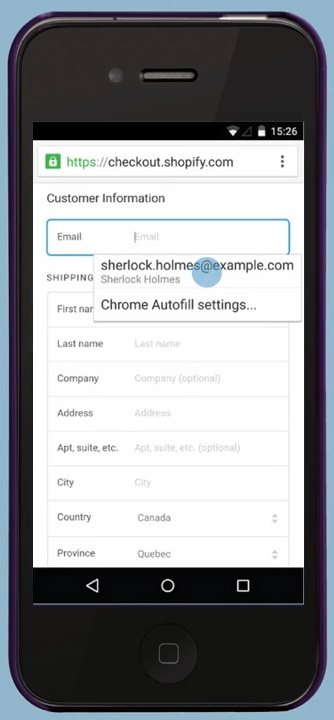 15:26
https://checkout.shopify.com
Customer Information
Email Email
sherlock.holmes@example.com
Sherlock Holmes
SHIPPING
Chrome Autofill settings...
First nar
Last name Last name
Company Company (optional)
Address Address
Apt, suite, etc. Apt, suite, etc. (optional)
City City
Country Canada
Province Quebec